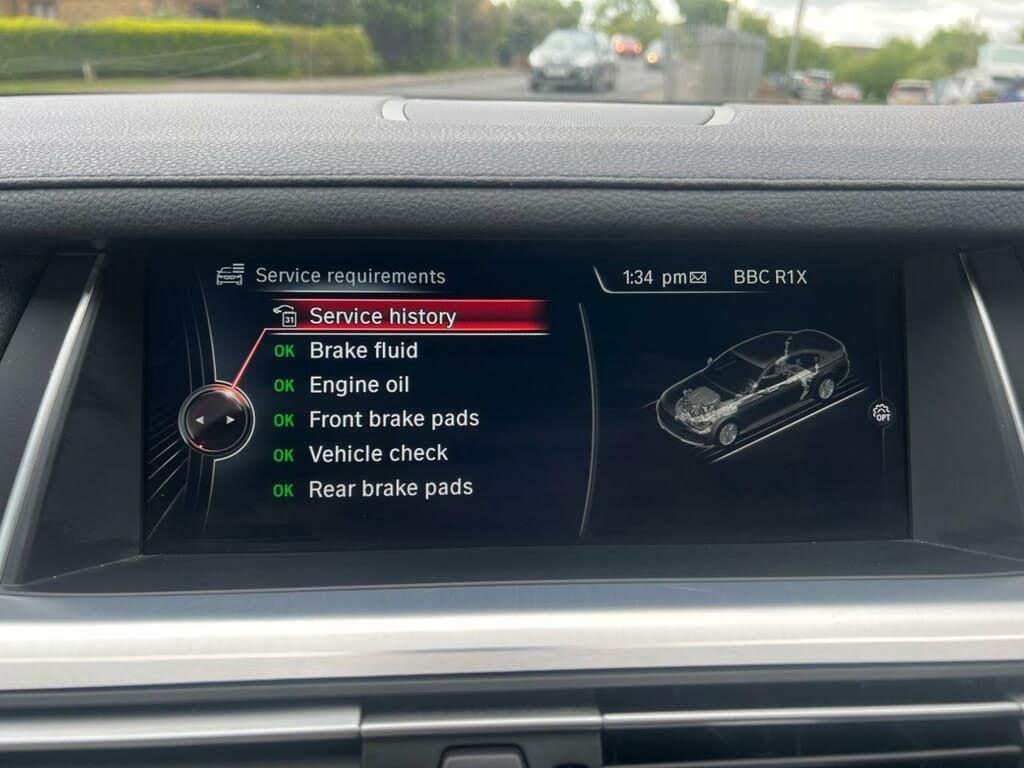 Service requirements
1:34 pm BBC R1X
31 Service history
OK Brake fluid
OK Engine oil
OK Front brake pads
OK Vehicle check
OK Rear brake pads
OPT